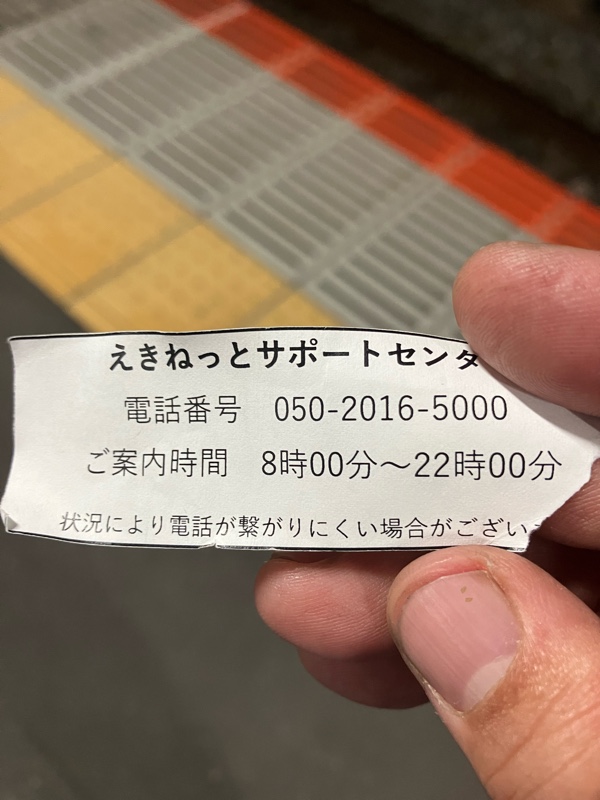 えきねっとサポートセンタ
電話番号 050-2016-5000
ご案内時間 8時00分～22時00分
状況により電話が繋がりにくい場合がござい